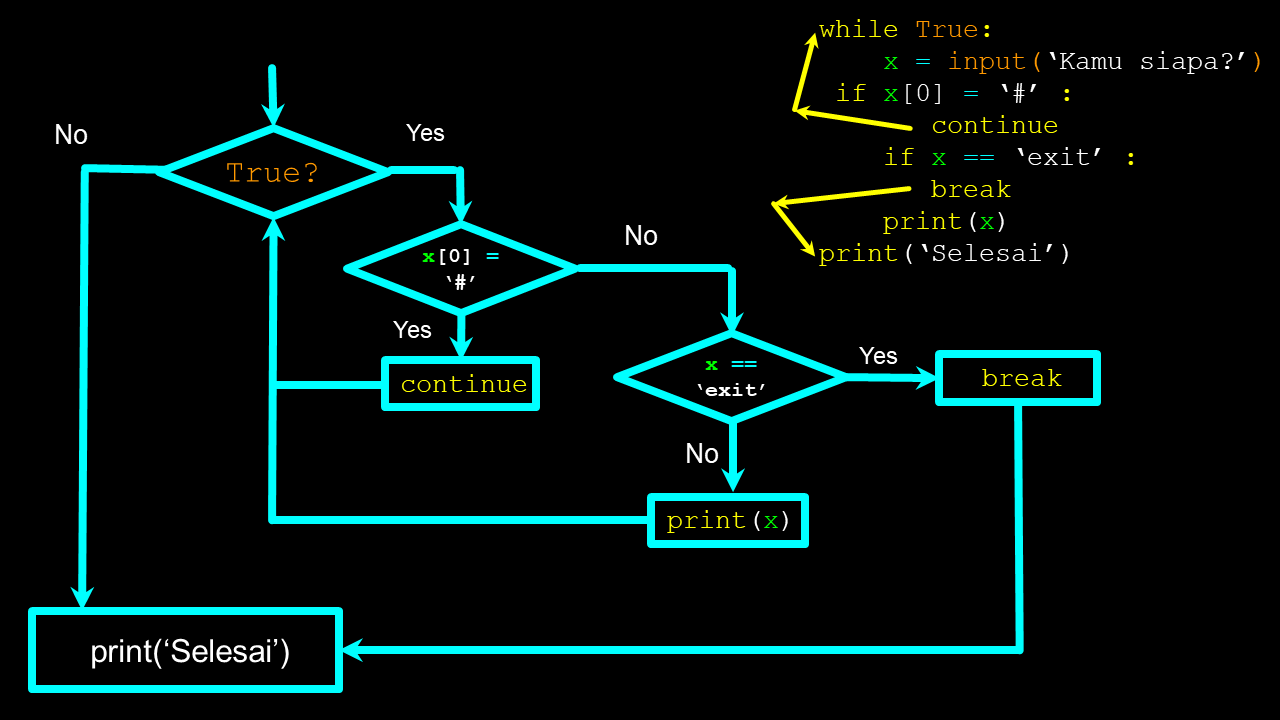 while True:
x = input(‘Kamu siapa?’)
if x[0] = ‘#’ :
continue
if x == ‘exit’ :
break
print(x)
print(‘Selesai’)
No
Yes
True?
x[0] =
‘#’
No
Yes
continue
x ==
‘exit’
Yes
break
No
print(x)
print(‘Selesai’)